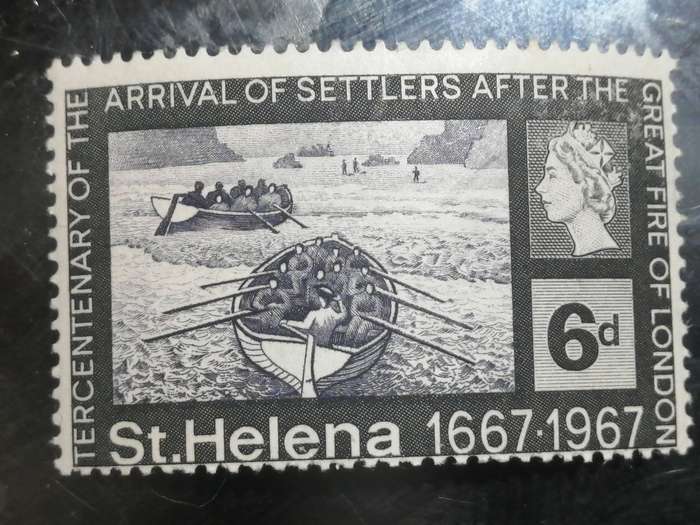 TERCENTENARY OF THE
ARRIVAL OF SETTLERS AFTER THE
GREAT FIRE OF LONDON
6d
St.Helena 1667·1967